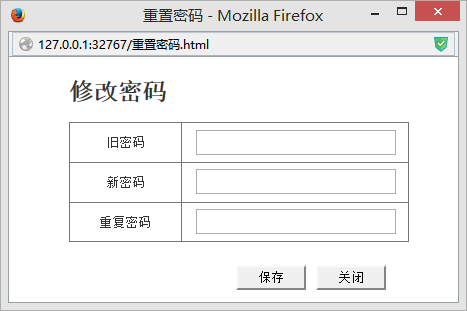 重置密码 - Mozilla Firefox
127.0.0.1:32767/重置密码.html
修改密码
旧密码
新密码
重复密码
保存 关闭